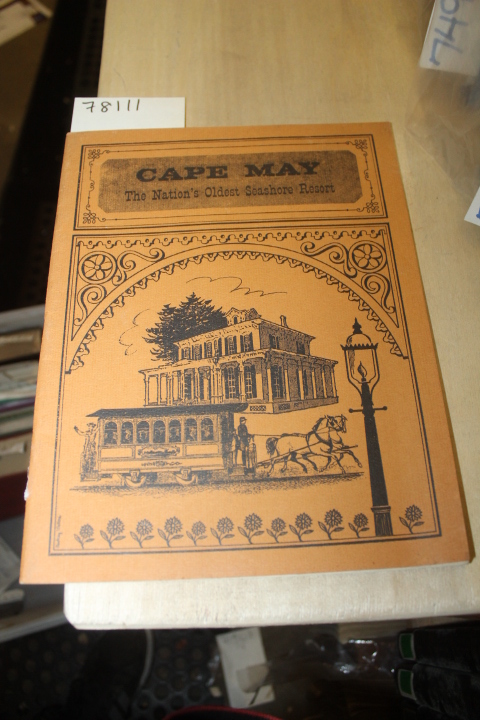 78111
CAPE MAY
The Nation's Oldest Seashore Resort